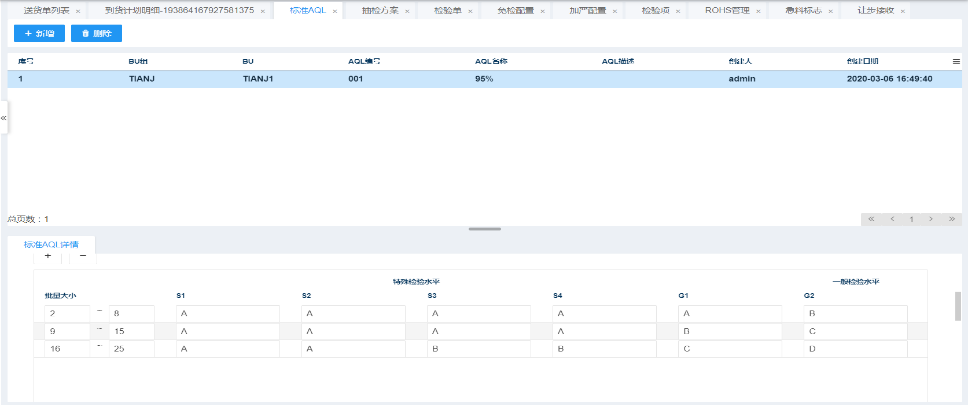 送货单列表 × 到货计划明细-193864167927581375 × 标准AQL × 抽检方案 × 检验单 × 免检配置 × 加严配置 × 检验项 × ROHS管理 × 急料标志 × 让步接收 ×
+ 新增 删除
序号 BU组 BU AQL编号 AQL名称 AQL描述 创建人 创建日期
1 TIANJ TIANJ1 001 95% admin 2020-03-06 16:49:40
«
总页数：1 « < 1 > »
标准AQL详情
+ −
特殊检验水平 一般检验水平
批量大小 S1 S2 S3 S4 G1 G2
2 ~ 8 A A A A A B
9 ~ 15 A A A A B C
16 ~ 25 A A B B C D